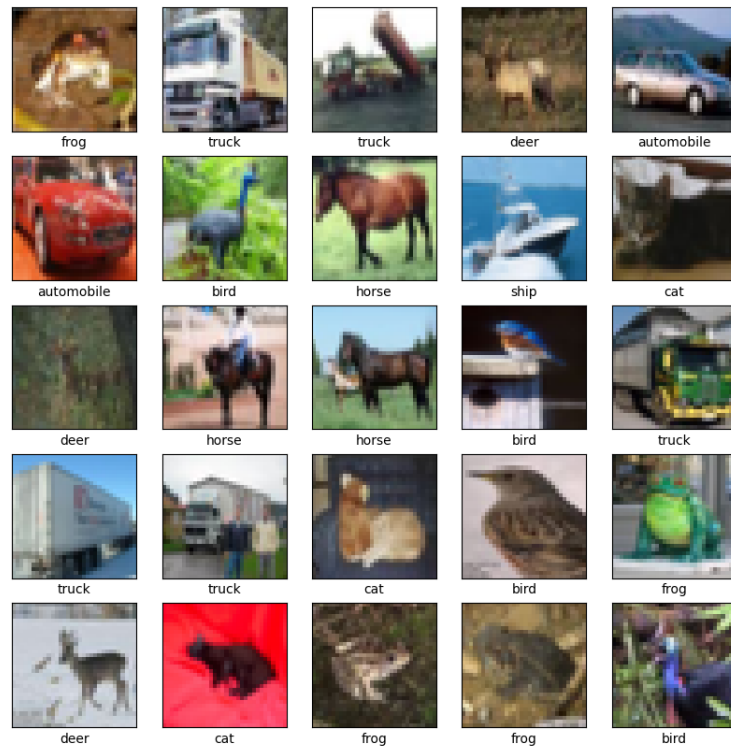 frog truck truck deer automobile
automobile bird horse ship cat
deer horse horse bird truck
truck truck cat bird frog
deer cat frog frog bird